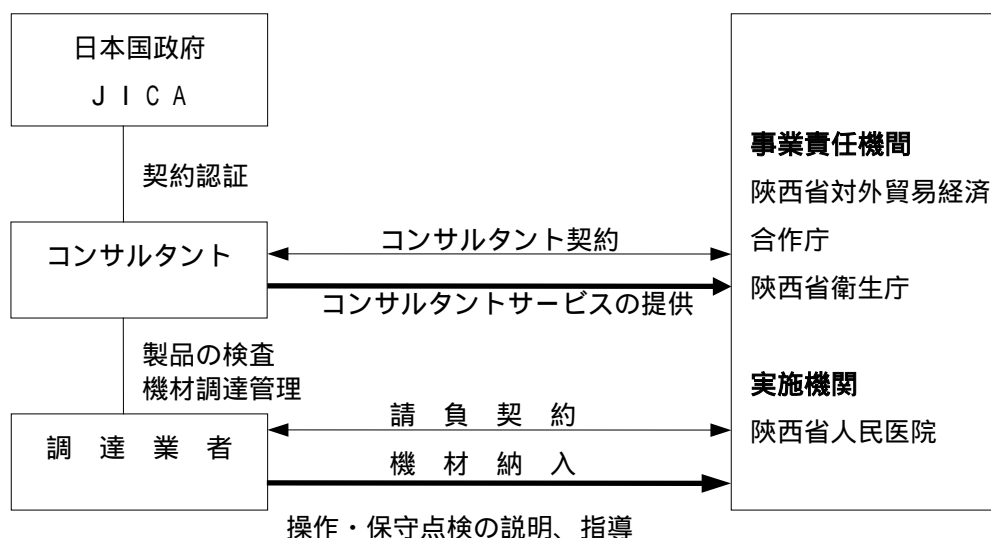 日本国政府
ＪＩＣＡ
契約認証
コンサルタント
コンサルタント契約
コンサルタントサービスの提供
製品の検査
機材調達管理
調 達 業 者
請 負 契 約
機 材 納 入
操作・保守点検の説明、指導
事業責任機間
陝西省対外貿易経済
合作庁
陝西省衛生庁
実施機関
陝西省人民医院